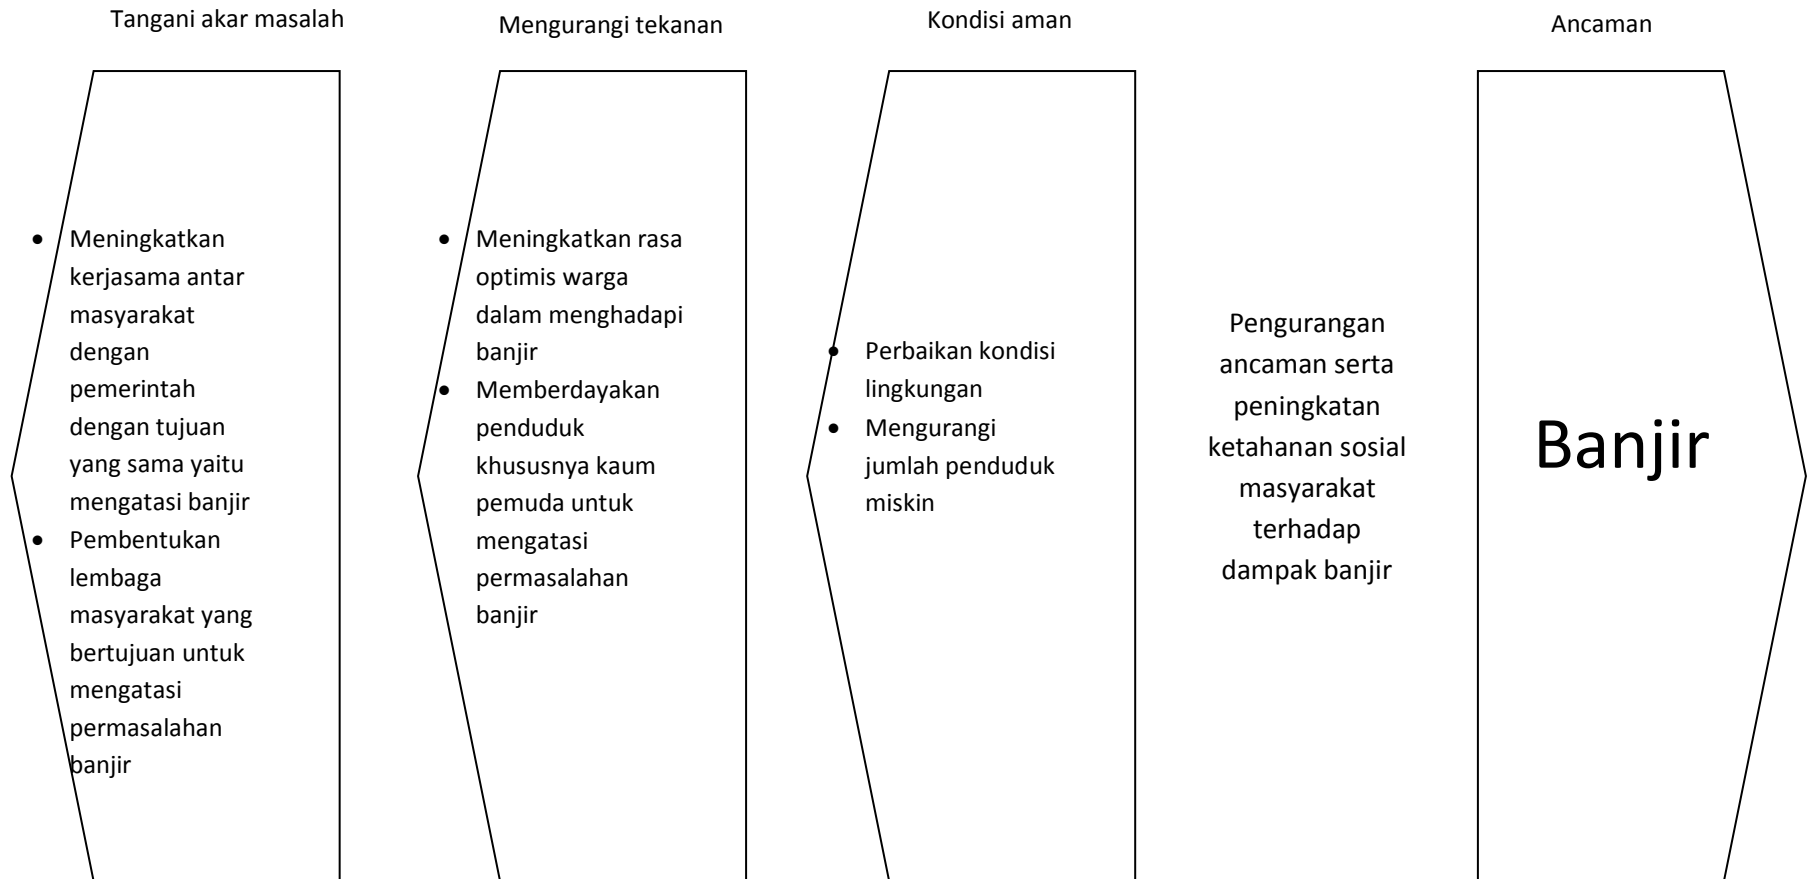 Tangani akar masalah
Mengurangi tekanan
Kondisi aman
Ancaman
• Meningkatkan
kerjasama antar
masyarakat
dengan
pemerintah
dengan tujuan
yang sama yaitu
mengatasi banjir
• Pembentukan
lembaga
masyarakat yang
bertujuan untuk
mengatasi
permasalahan
banjir
• Meningkatkan rasa
optimis warga
dalam menghadapi
banjir
• Memberdayakan
penduduk
khususnya kaum
pemuda untuk
mengatasi
permasalahan
banjir
• Perbaikan kondisi
lingkungan
• Mengurangi
jumlah penduduk
miskin
Pengurangan
ancaman serta
peningkatan
ketahanan sosial
masyarakat
terhadap
dampak banjir
Banjir